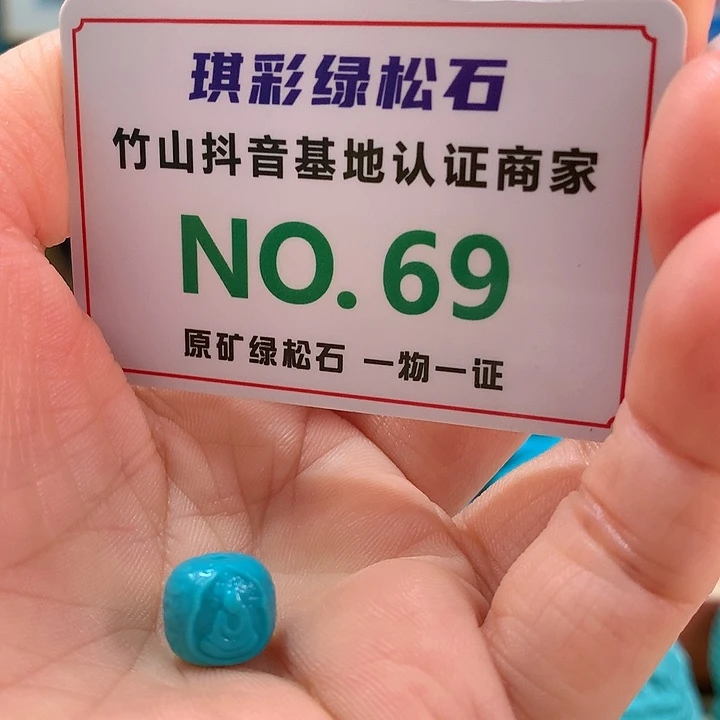 琪彩绿松石
竹山抖音基地认证商家
NO.69
原矿绿松石 一物一证